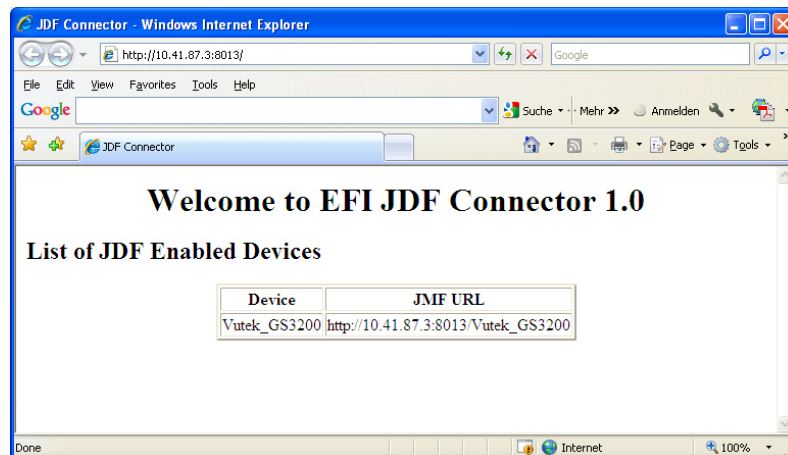 JDF Connector - Windows Internet Explorer
http://10.41.87.3:8013/
Google
File Edit View Favorites Tools Help
Google Suche Mehr >> Anmelden
JDF Connector Page Tools
Welcome to EFI JDF Connector 1.0
List of JDF Enabled Devices
Device JMF URL
Vutek_GS3200 http://10.41.87.3:8013/Vutek_GS3200
Done Internet 100%